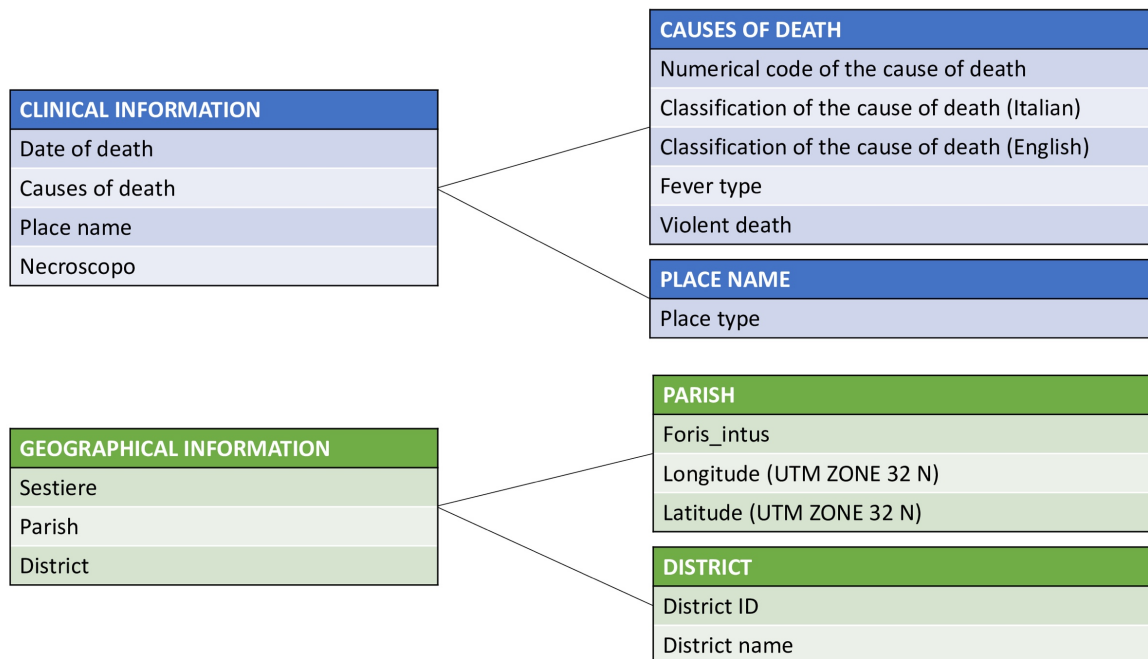 CLINICAL INFORMATION
Date of death
Causes of death
Place name
Necroscopo
CAUSES OF DEATH
Numerical code of the cause of death
Classification of the cause of death (Italian)
Classification of the cause of death (English)
Fever type
Violent death
PLACE NAME
Place type
GEOGRAPHICAL INFORMATION
Sestiere
Parish
District
PARISH
Foris_intus
Longitude (UTM ZONE 32 N)
Latitude (UTM ZONE 32 N)
DISTRICT
District ID
District name